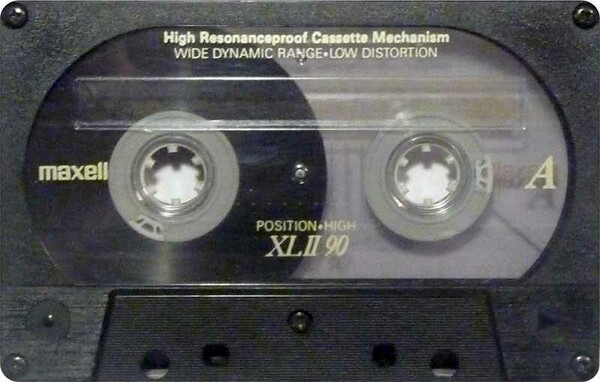 High Resonanceproof Cassette Mechanism
WIDE DYNAMIC RANGE•LOW DISTORTION
maxell
A
POSITION•HIGH
XLII 90